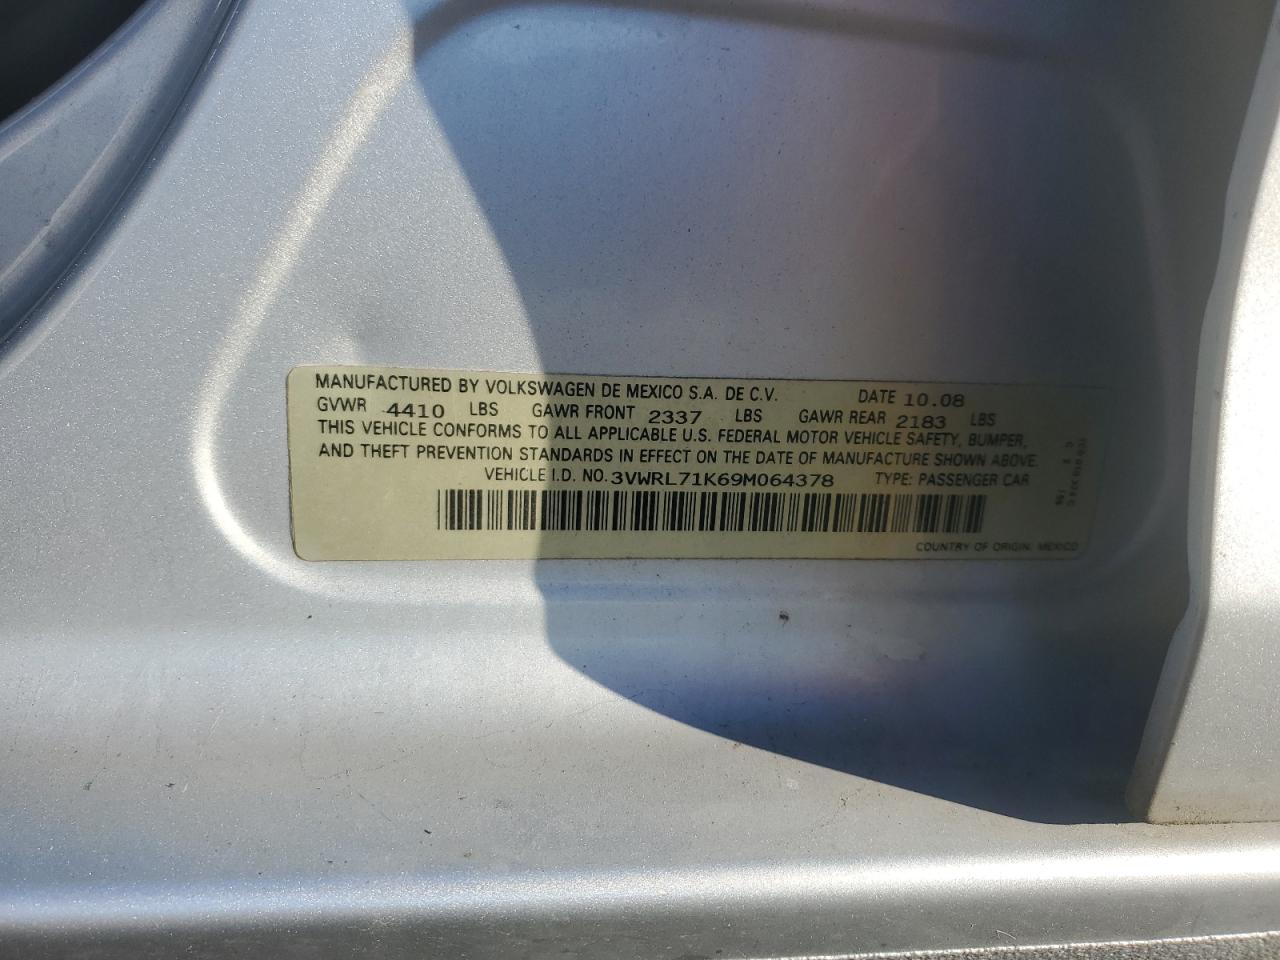 MANUFACTURED BY VOLKSWAGEN DE MEXICO S.A. DE C.V. DATE 10.08
GVWR 4410 LBS GAWR FRONT 2337 LBS GAWR REAR 2183 LBS
THIS VEHICLE CONFORMS TO ALL APPLICABLE U.S. FEDERAL MOTOR VEHICLE SAFETY, BUMPER,
AND THEFT PREVENTION STANDARDS IN EFFECT ON THE DATE OF MANUFACTURE SHOWN ABOVE.
VEHICLE I.D. NO. 3VWRL71K69M064378 TYPE: PASSENGER CAR
COUNTRY OF ORIGIN: MEXICO